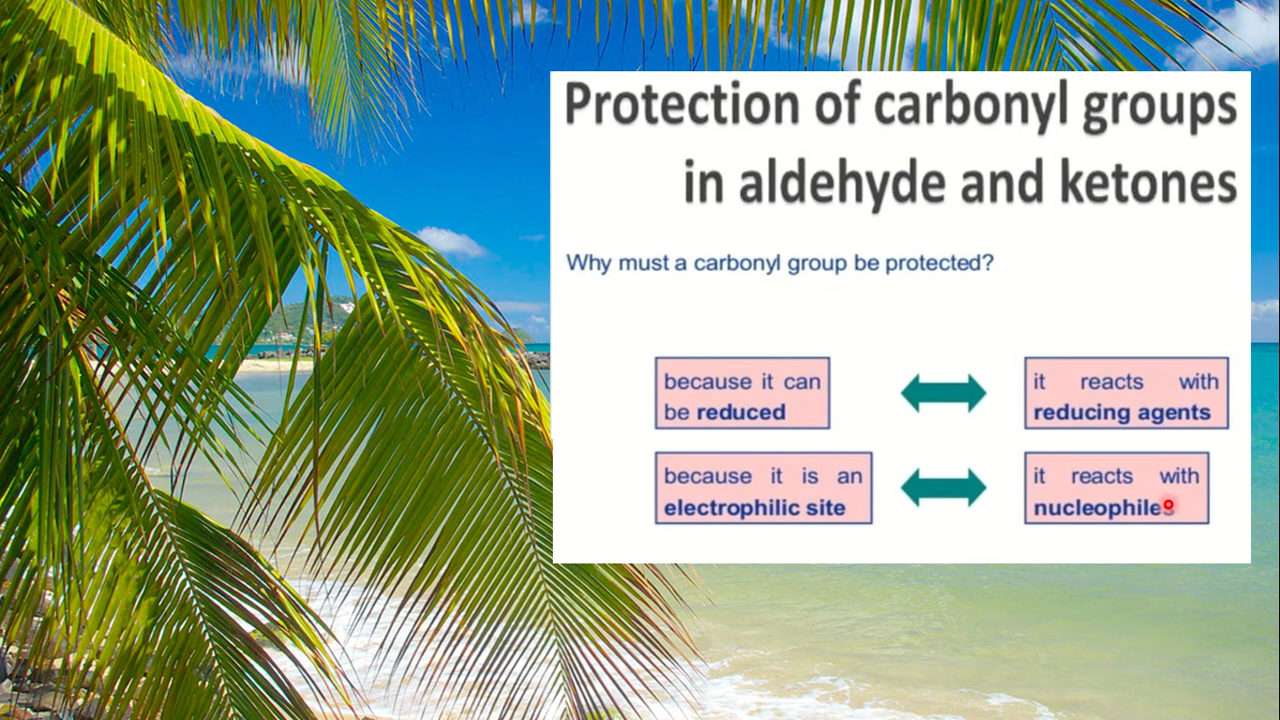 Protection of carbonyl groups
in aldehyde and ketones
Why must a carbonyl group be protected?
because it can
be reduced
it reacts with
reducing agents
because it is an
electrophilic site
it reacts with
nucleophiles